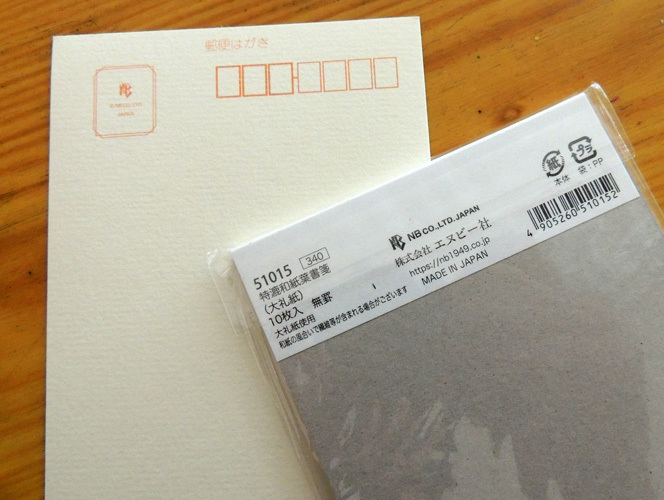 郵便はがき
NB CO.,LTD.
JAPAN
本体
袋:PP
NB CO.,LTD.JAPAN
株式会社 エヌビー社
https://nb1949.co.jp
MADE IN JAPAN
4 905260 510152
51015 340
特漉和紙葉書箋
(大礼紙)
10枚入 無罫
大礼紙使用
和紙の風合いで繊維等が含まれる場合がございます
紙
プラ